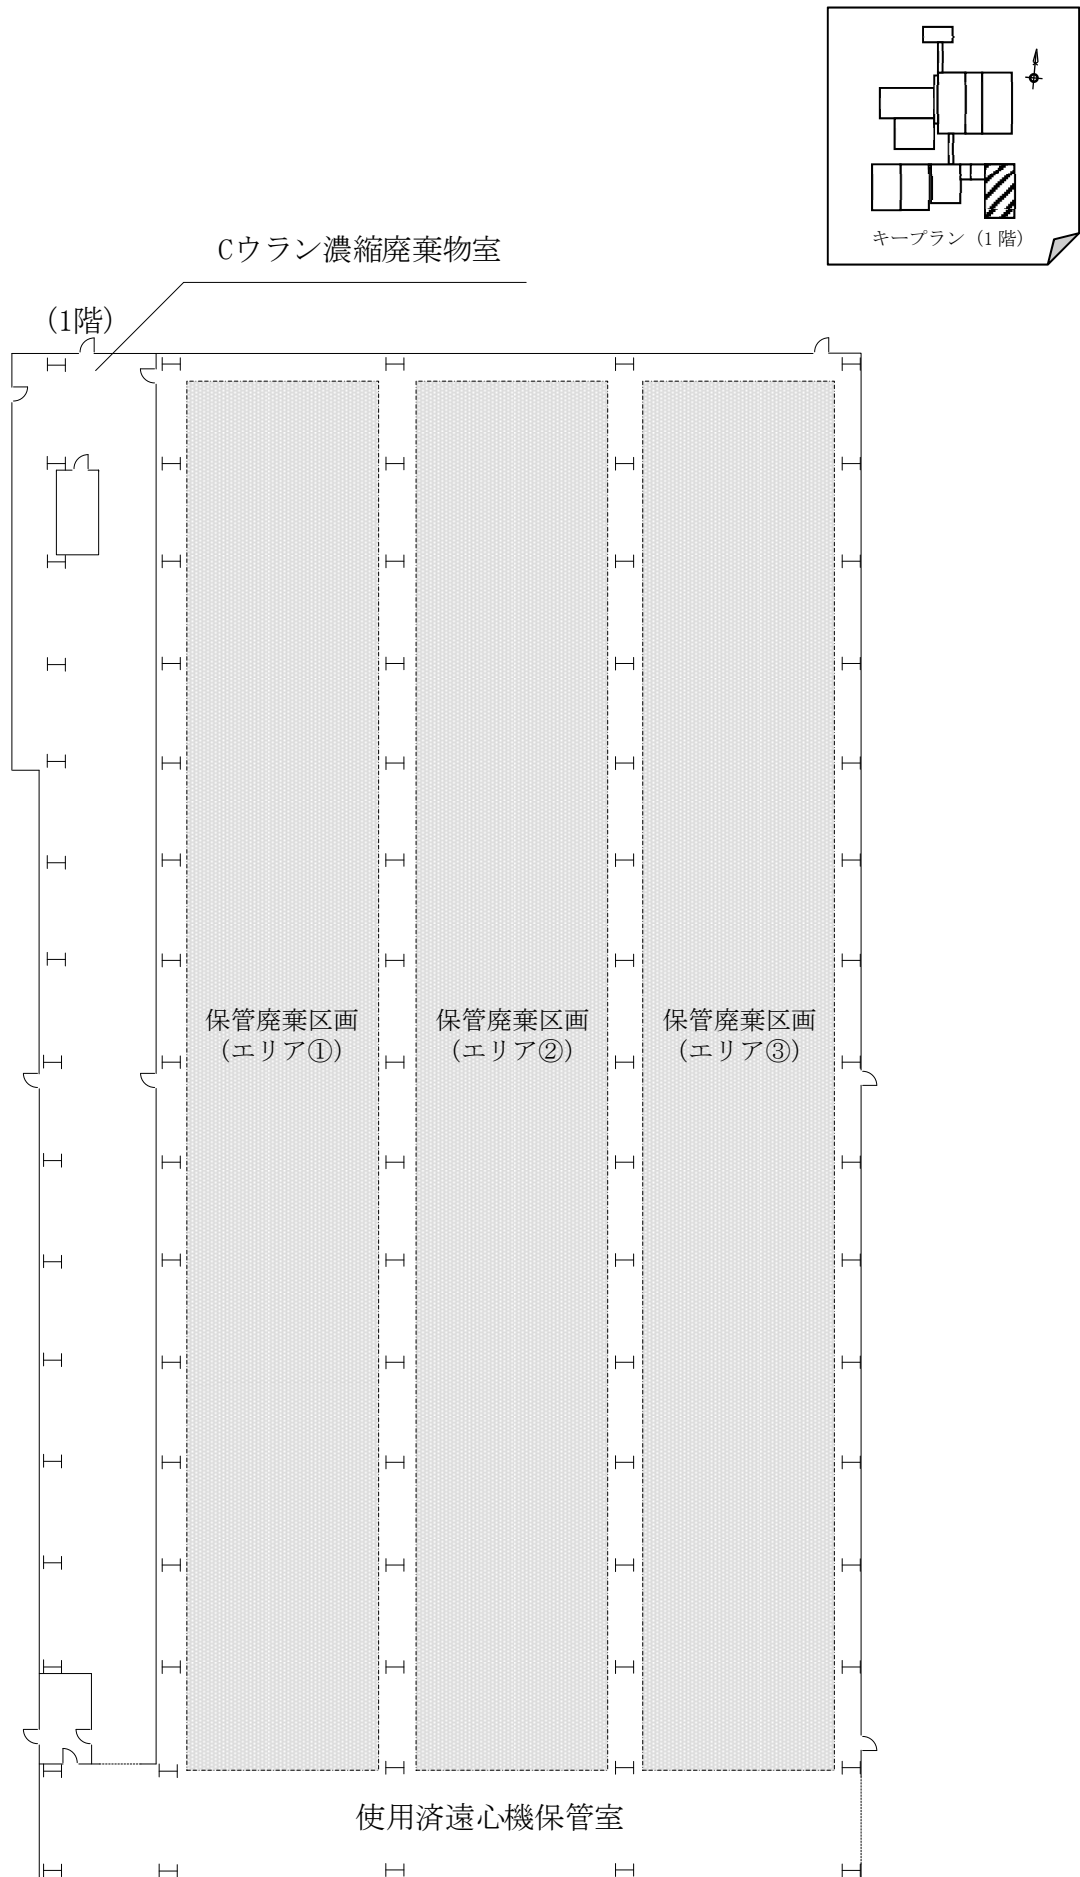 キープラン（1 階）
Cウラン濃縮廃棄物室
（1階）
保管廃棄区画
（エリア①）
保管廃棄区画
（エリア②）
保管廃棄区画
（エリア③）
使用済遠心機保管室